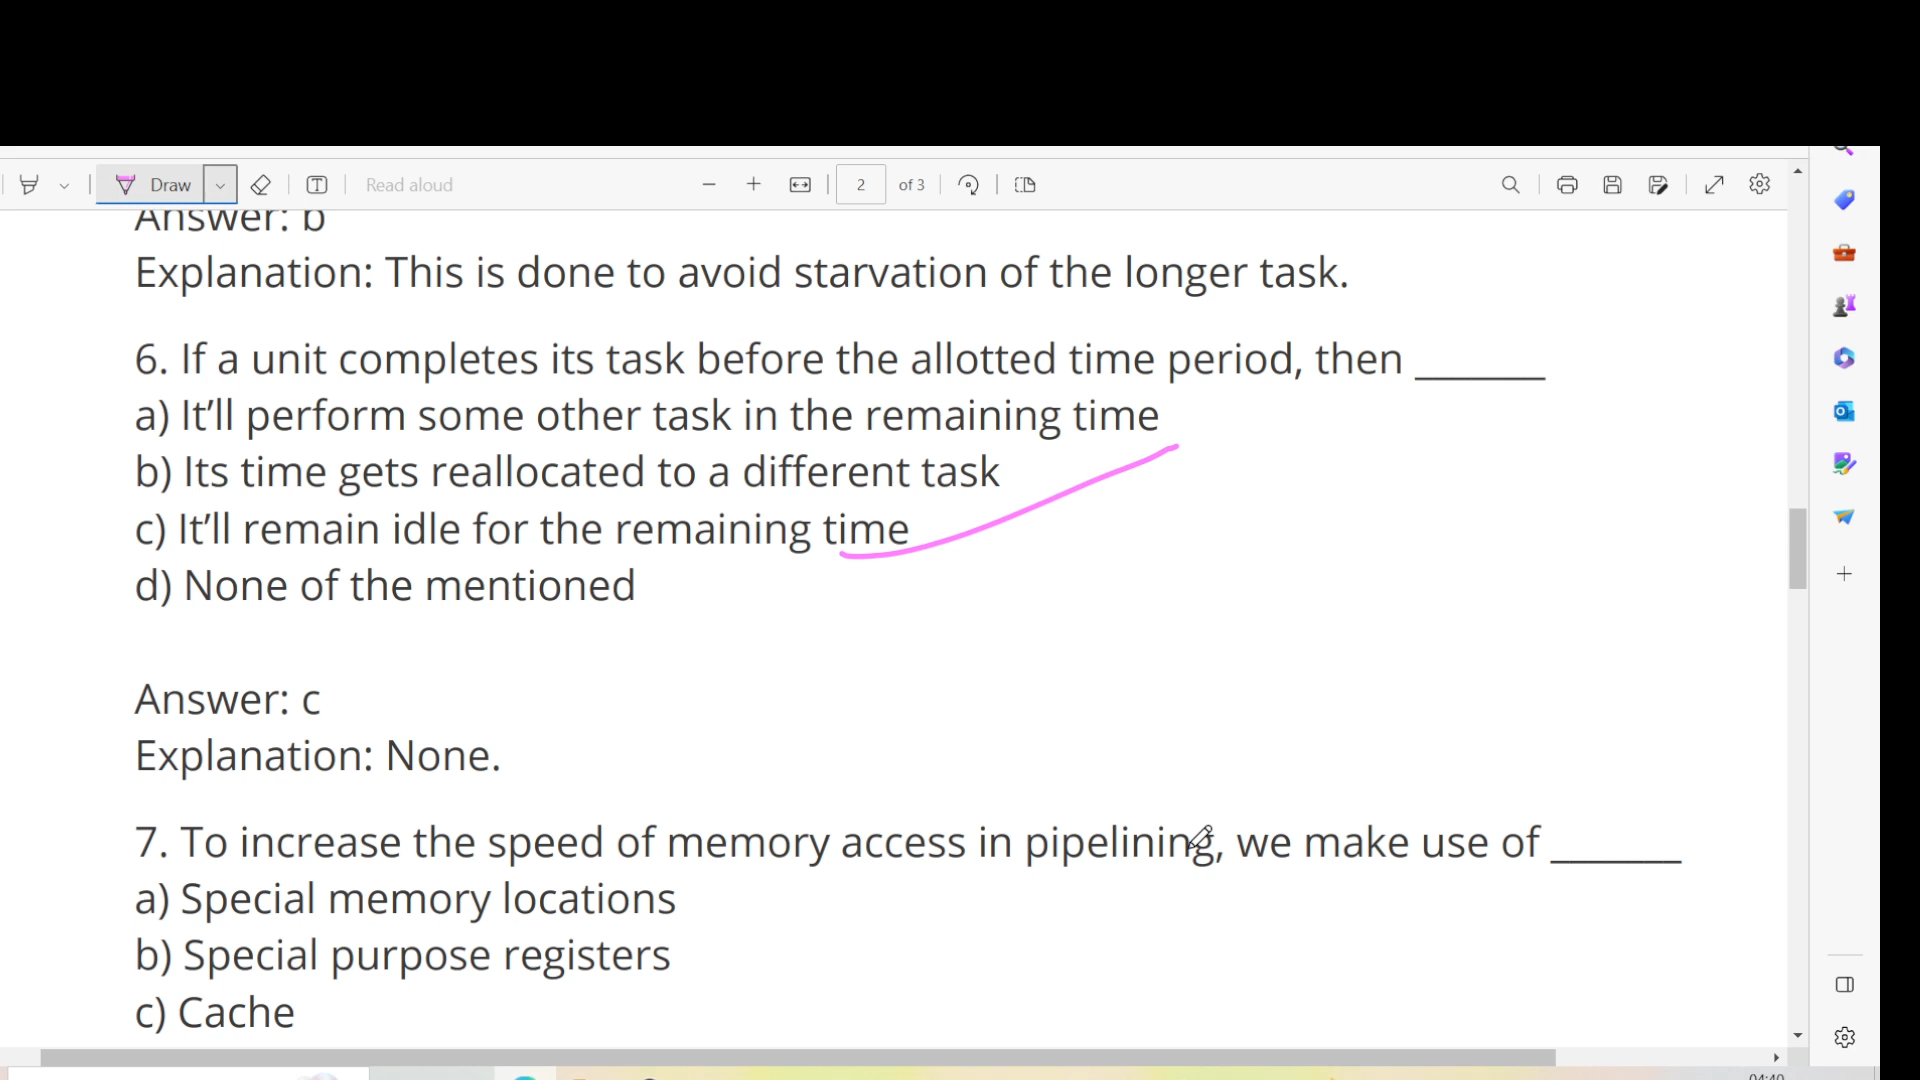 Draw
Read aloud
2
of 3
Answer: b
Explanation: This is done to avoid starvation of the longer task.
6. If a unit completes its task before the allotted time period, then _______
a) It’ll perform some other task in the remaining time
b) Its time gets reallocated to a different task
c) It’ll remain idle for the remaining time
d) None of the mentioned
Answer: c
Explanation: None.
7. To increase the speed of memory access in pipelining, we make use of _______
a) Special memory locations
b) Special purpose registers
c) Cache
04:40